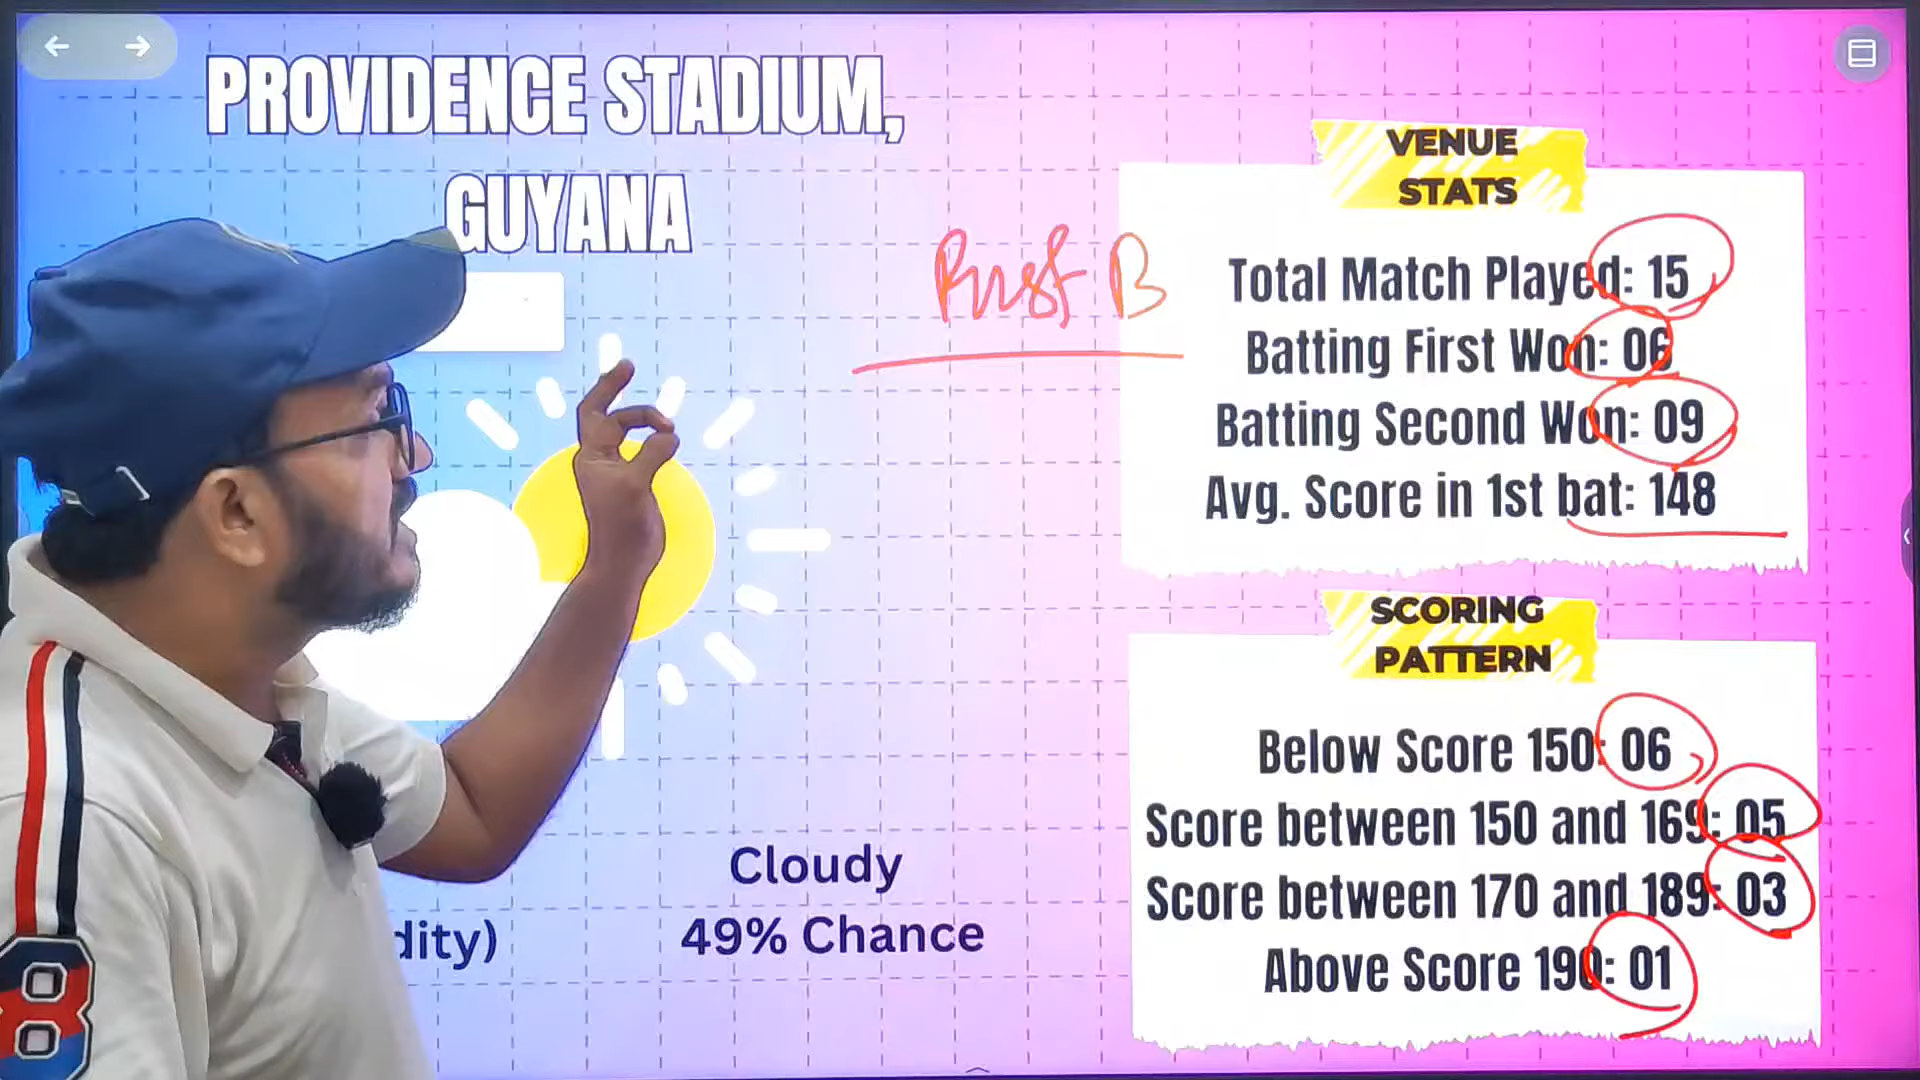 PROVIDENCE STADIUM,
GUYANA
VENUE
STATS
Total Match Played: 15
Batting First Won: 06
Batting Second Won: 09
Avg. Score in 1st bat: 148
SCORING
PATTERN
Below Score 150: 06
Score between 150 and 169: 05
Score between 170 and 189: 03
Above Score 190: 01
Cloudy
49% Chance
dity)
8